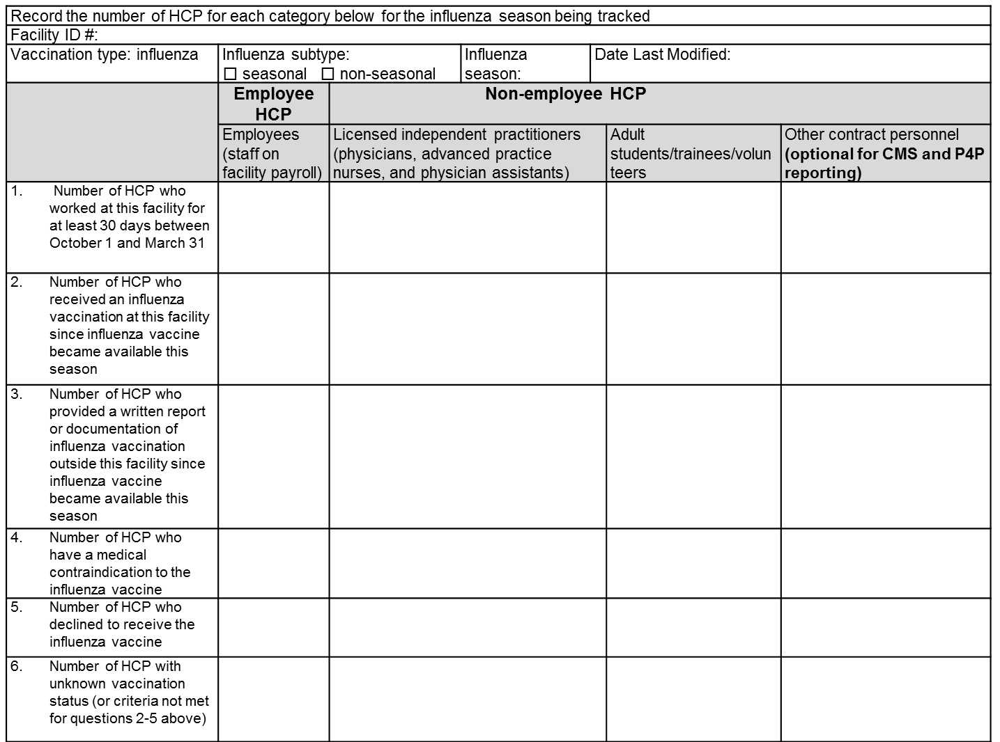 Record the number of HCP for each category below for the influenza season being tracked
Facility ID #:
Vaccination type: influenza
Influenza subtype:
☐ seasonal ☐ non-seasonal
Influenza
season:
Date Last Modified:
Employee
HCP
Non-employee HCP
Employees
(staff on
facility payroll)
Licensed independent practitioners
(physicians, advanced practice
nurses, and physician assistants)
Adult
students/trainees/volun
teers
Other contract personnel
(optional for CMS and P4P
reporting)
1. Number of HCP who
worked at this facility for
at least 30 days between
October 1 and March 31
2. Number of HCP who
received an influenza
vaccination at this facility
since influenza vaccine
became available this
season
3. Number of HCP who
provided a written report
or documentation of
influenza vaccination
outside this facility since
influenza vaccine
became available this
season
4. Number of HCP who
have a medical
contraindication to the
influenza vaccine
5. Number of HCP who
declined to receive the
influenza vaccine
6. Number of HCP with
unknown vaccination
status (or criteria not met
for questions 2-5 above)